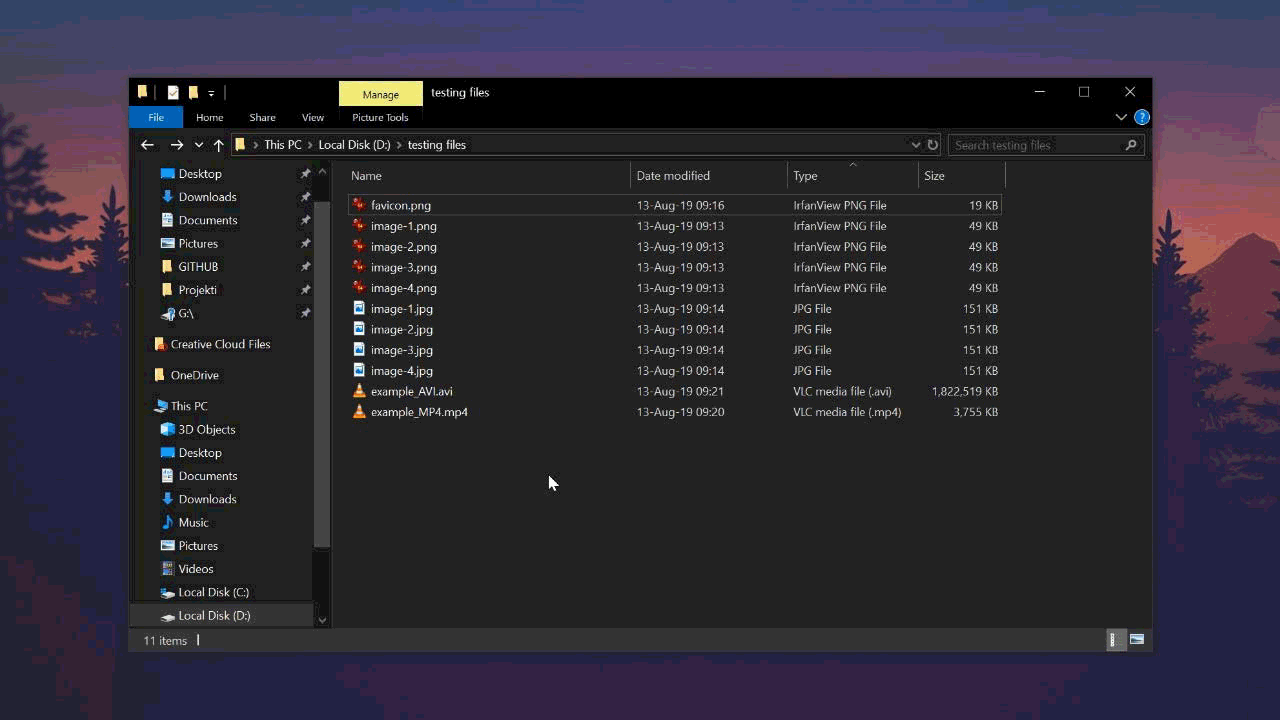 Manage
testing files
File
Home
Share
View
Picture Tools
?
This PC > Local Disk (D:) > testing files
Search testing files
Name
Date modified
Type
Size
Desktop
Downloads
Documents
Pictures
GITHUB
Projekti
G:\
Creative Cloud Files
OneDrive
This PC
3D Objects
Desktop
Documents
Downloads
Music
Pictures
Videos
Local Disk (C:)
Local Disk (D:)
favicon.png 13-Aug-19 09:16 IrfanView PNG File 19 KB
image-1.png 13-Aug-19 09:13 IrfanView PNG File 49 KB
image-2.png 13-Aug-19 09:13 IrfanView PNG File 49 KB
image-3.png 13-Aug-19 09:13 IrfanView PNG File 49 KB
image-4.png 13-Aug-19 09:13 IrfanView PNG File 49 KB
image-1.jpg 13-Aug-19 09:14 JPG File 151 KB
image-2.jpg 13-Aug-19 09:14 JPG File 151 KB
image-3.jpg 13-Aug-19 09:14 JPG File 151 KB
image-4.jpg 13-Aug-19 09:14 JPG File 151 KB
example_AVI.avi 13-Aug-19 09:21 VLC media file (.avi) 1,822,519 KB
example_MP4.mp4 13-Aug-19 09:20 VLC media file (.mp4) 3,755 KB
11 items